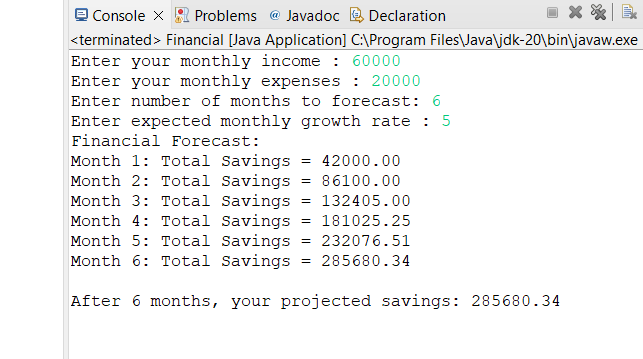 Console Problems @ Javadoc Declaration
<terminated> Financial [Java Application] C:\Program Files\Java\jdk-20\bin\javaw.exe
Enter your monthly income : 60000
Enter your monthly expenses : 20000
Enter number of months to forecast: 6
Enter expected monthly growth rate : 5
Financial Forecast:
Month 1: Total Savings = 42000.00
Month 2: Total Savings = 86100.00
Month 3: Total Savings = 132405.00
Month 4: Total Savings = 181025.25
Month 5: Total Savings = 232076.51
Month 6: Total Savings = 285680.34
After 6 months, your projected savings: 285680.34